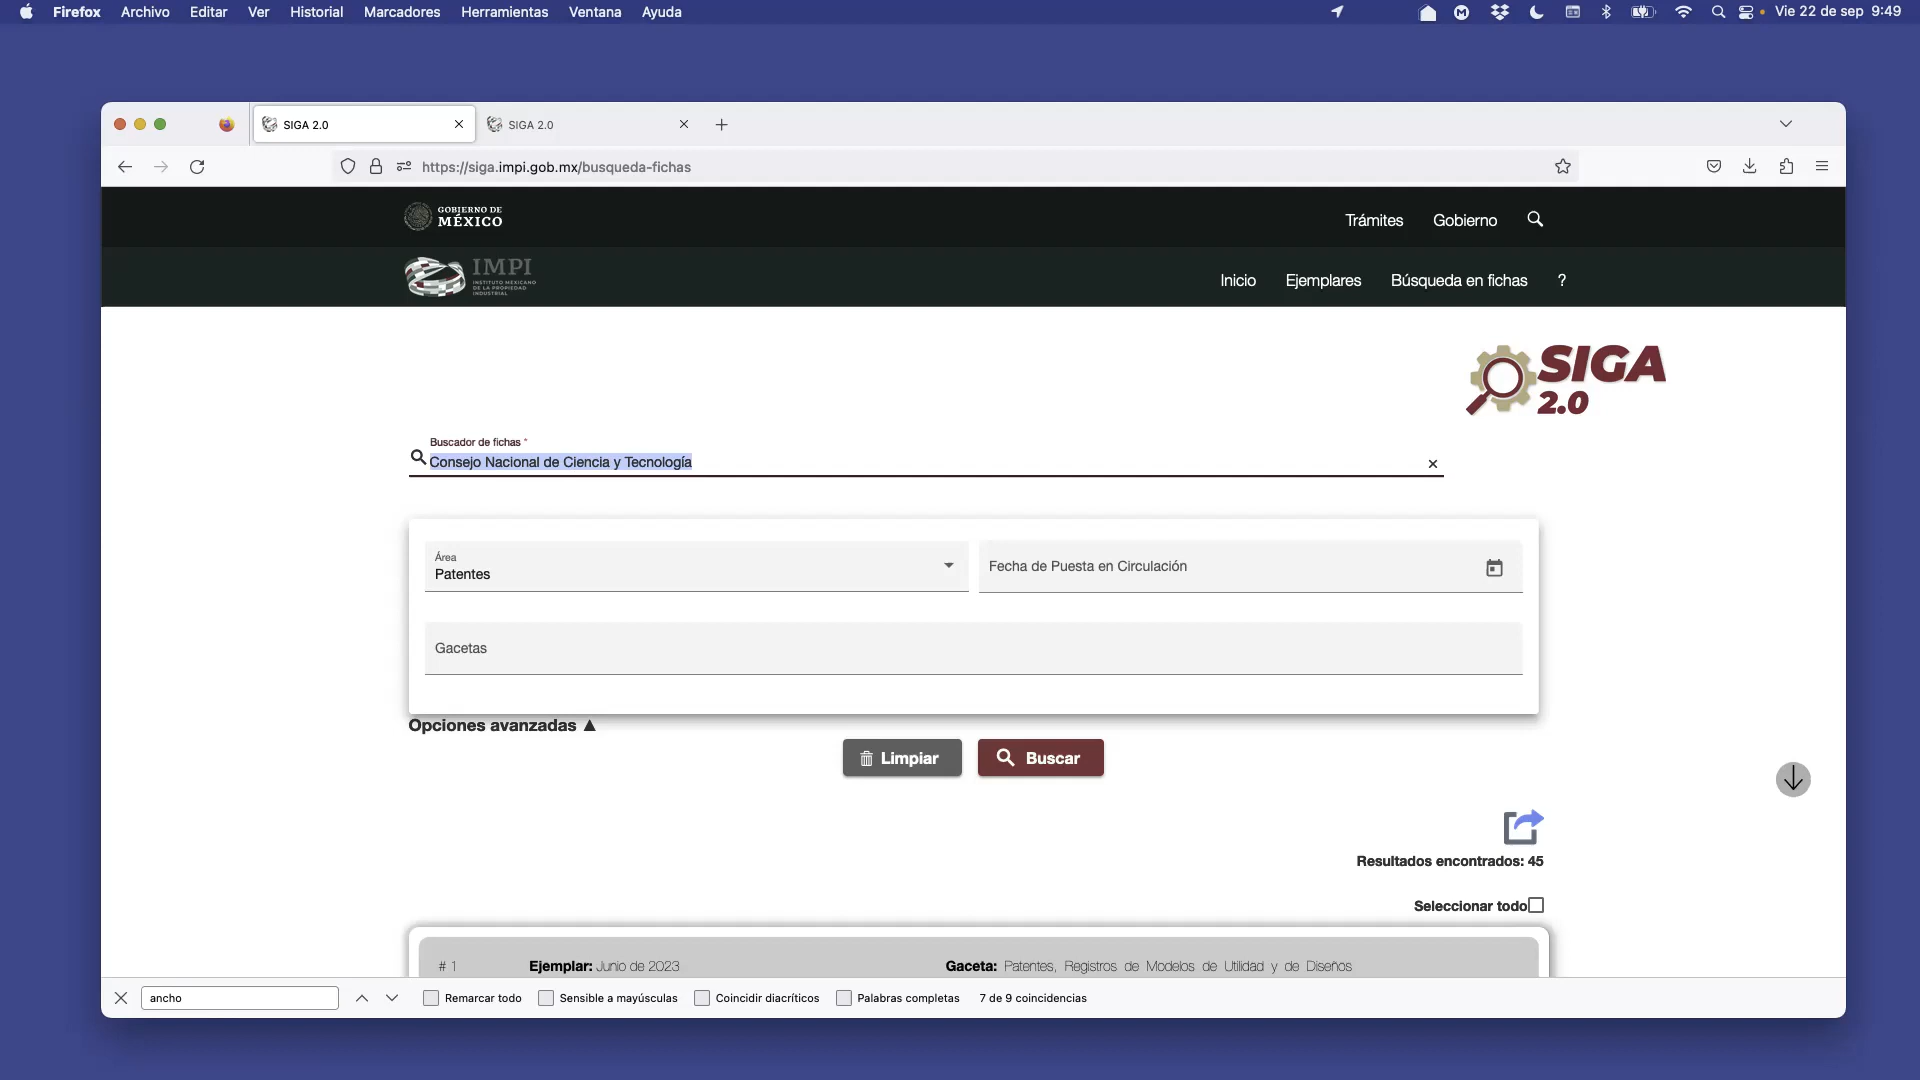 Firefox Archivo Editar Ver Historial Marcadores Herramientas Ventana Ayuda Vie 22 de sep 9:49
SIGA 2.0 SIGA 2.0
https://siga.impi.gob.mx/busqueda-fichas
GOBIERNO DE
MÉXICO
Trámites Gobierno
IMPI
INSTITUTO MEXICANO
DE LA PROPIEDAD
INDUSTRIAL
Inicio Ejemplares Búsqueda en fichas ?
SIGA
2.0
Buscador de fichas *
Consejo Nacional de Ciencia y Tecnología
Área
Patentes
Fecha de Puesta en Circulación
Gacetas
Opciones avanzadas ▲
Limpiar Buscar
Resultados encontrados: 45
Seleccionar todo
# 1 Ejemplar: Junio de 2023 Gaceta: Patentes, Registros de Modelos de Utilidad y de Diseños
ancho Remarcar todo Sensible a mayúsculas Coincidir diacríticos Palabras completas 7 de 9 coincidencias